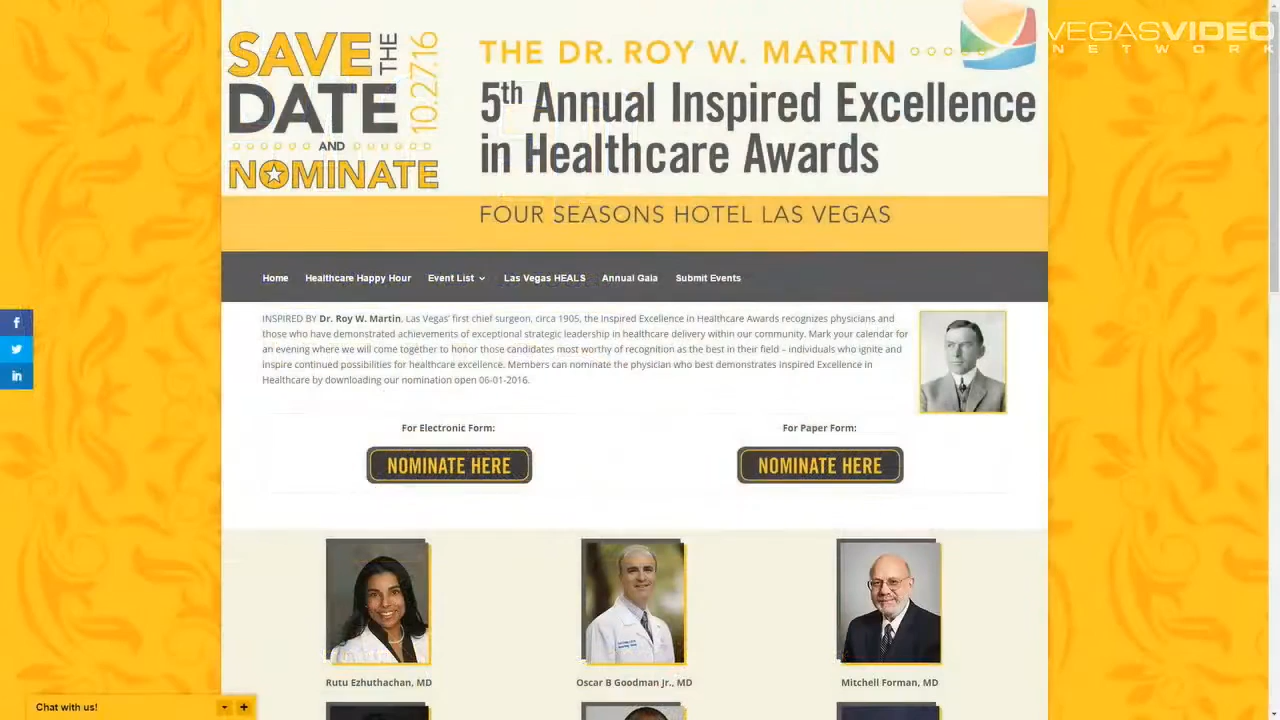 SAVE THE
DATE
10.27.16
AND
NOMINATE
THE DR. ROY W. MARTIN
5th Annual Inspired Excellence
in Healthcare Awards
FOUR SEASONS HOTEL LAS VEGAS
VEGASVIDEO
NETWORK
Home Healthcare Happy Hour Event List Las Vegas HEALS Annual Gala Submit Events
INSPIRED BY Dr. Roy W. Martin, Las Vegas' first chief surgeon, circa 1905, the Inspired Excellence in Healthcare Awards recognizes physicians and
those who have demonstrated achievements of exceptional strategic leadership in healthcare delivery within our community. Mark your calendar for
an evening where we will come together to honor those candidates most worthy of recognition as the best in their field – individuals who ignite and
inspire continued possibilities for healthcare excellence. Members can nominate the physician who best demonstrates inspired Excellence in
Healthcare by downloading our nomination open 06-01-2016.
For Electronic Form:
NOMINATE HERE
For Paper Form:
NOMINATE HERE
Rutu Ezhuthachan, MD
Oscar B Goodman Jr., MD
Mitchell Forman, MD
Chat with us!